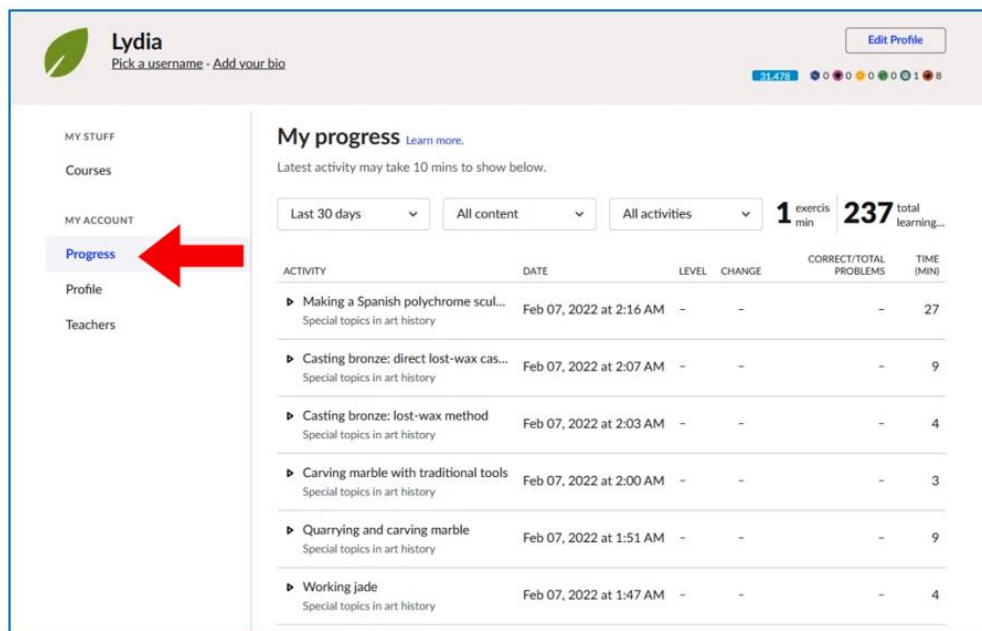 Lydia
Pick a username - Add your bio
Edit Profile
31,478 0 0 0 0 1 8
MY STUFF
Courses
MY ACCOUNT
Progress
Profile
Teachers
My progress Learn more.
Latest activity may take 10 mins to show below.
Last 30 days All content All activities 1 exercis min 237 total learning...
ACTIVITY DATE LEVEL CHANGE CORRECT/TOTAL PROBLEMS TIME (MIN)
Making a Spanish polychrome scul... Feb 07, 2022 at 2:16 AM – – – 27
Special topics in art history
Casting bronze: direct lost-wax cas... Feb 07, 2022 at 2:07 AM – – – 9
Special topics in art history
Casting bronze: lost-wax method Feb 07, 2022 at 2:03 AM – – – 4
Special topics in art history
Carving marble with traditional tools Feb 07, 2022 at 2:00 AM – – – 3
Special topics in art history
Quarrying and carving marble Feb 07, 2022 at 1:51 AM – – – 9
Special topics in art history
Working jade Feb 07, 2022 at 1:47 AM – – – 4
Special topics in art history